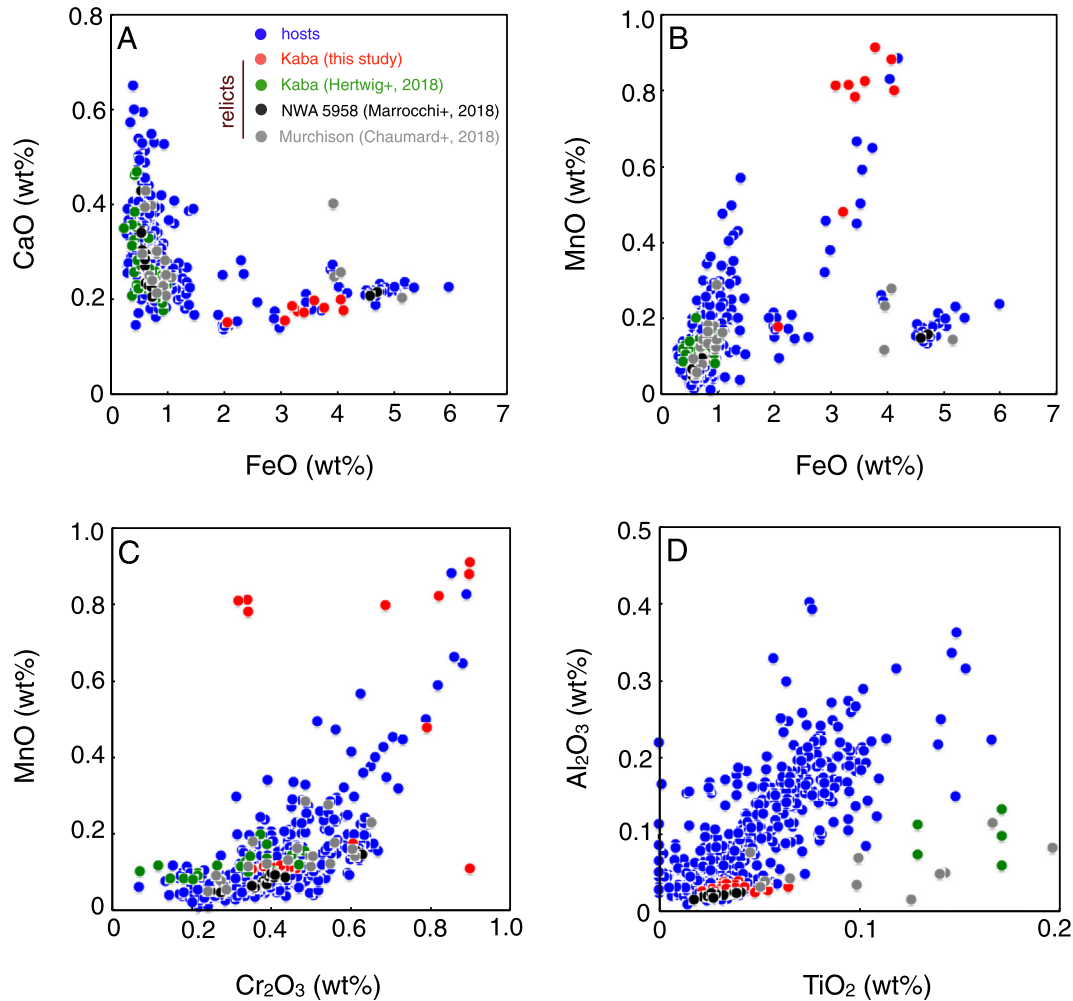 0.8
A
hosts
Kaba (this study)
Kaba (Hertwig+, 2018)
NWA 5958 (Marrocchi+, 2018)
Murchison (Chaumard+, 2018)
relicts
0.6
0.4
0.2
0
CaO (wt%)
0 1 2 3 4 5 6 7
FeO (wt%)
1.0
B
0.8
0.6
0.4
0.2
0
MnO (wt%)
0 1 2 3 4 5 6 7
FeO (wt%)
1.0
C
0.8
0.6
0.4
0.2
0
MnO (wt%)
0.2 0.4 0.6 0.8 1.0
Cr₂O₃ (wt%)
0.5
D
0.4
0.3
0.2
0.1
0
Al₂O₃ (wt%)
0 0.1 0.2
TiO₂ (wt%)